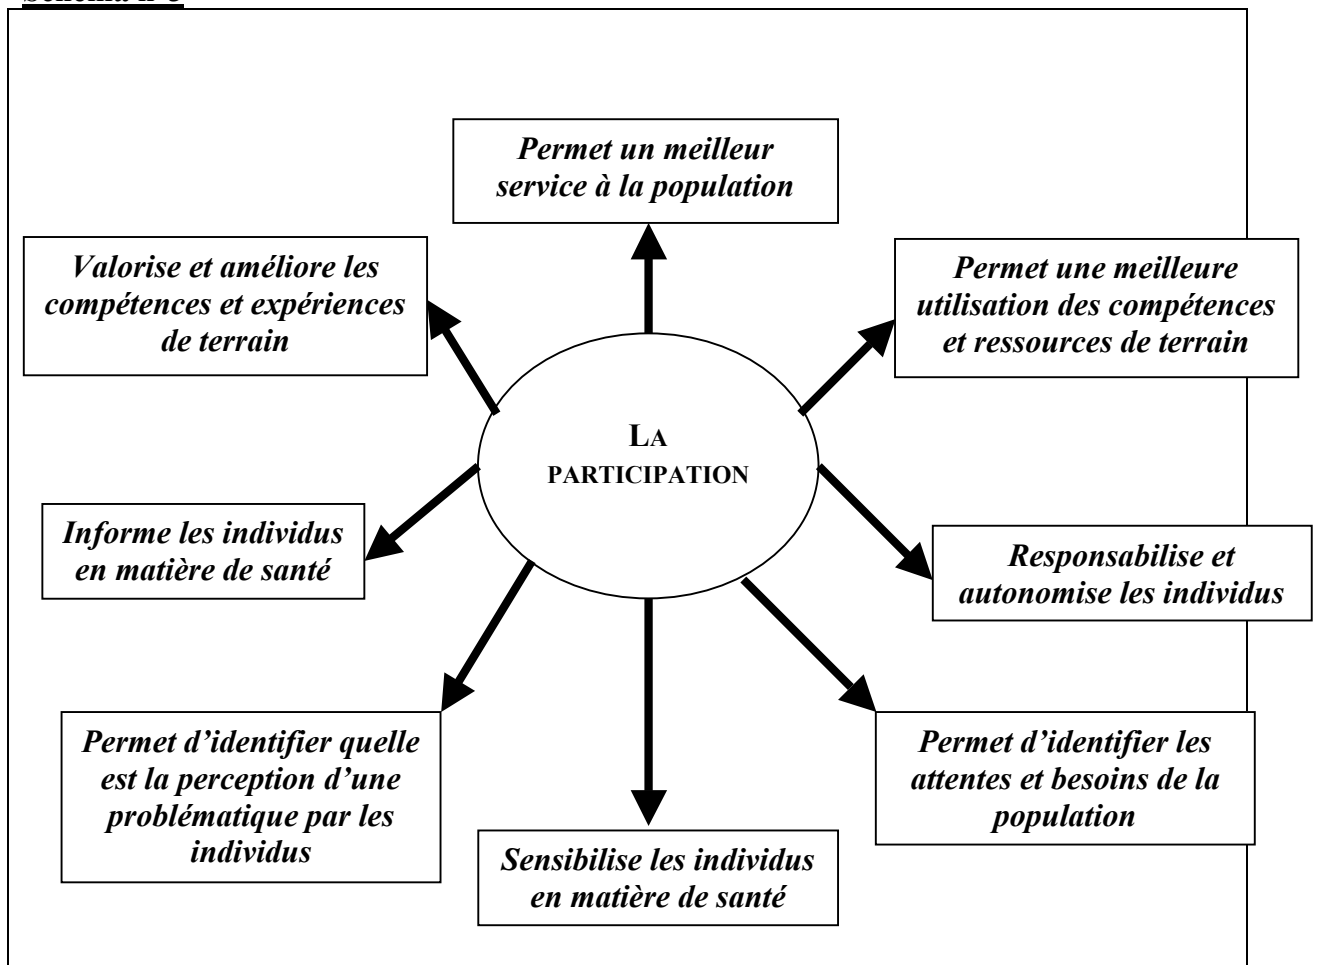 Permet un meilleur
service à la population
Valorise et améliore les
compétences et expériences
de terrain
Permet une meilleure
utilisation des compétences
et ressources de terrain
LA
PARTICIPATION
Informe les individus
en matière de santé
Responsabilise et
autonomise les individus
Permet d’identifier quelle
est la perception d’une
problématique par les
individus
Permet d’identifier les
attentes et besoins de la
population
Sensibilise les individus
en matière de santé